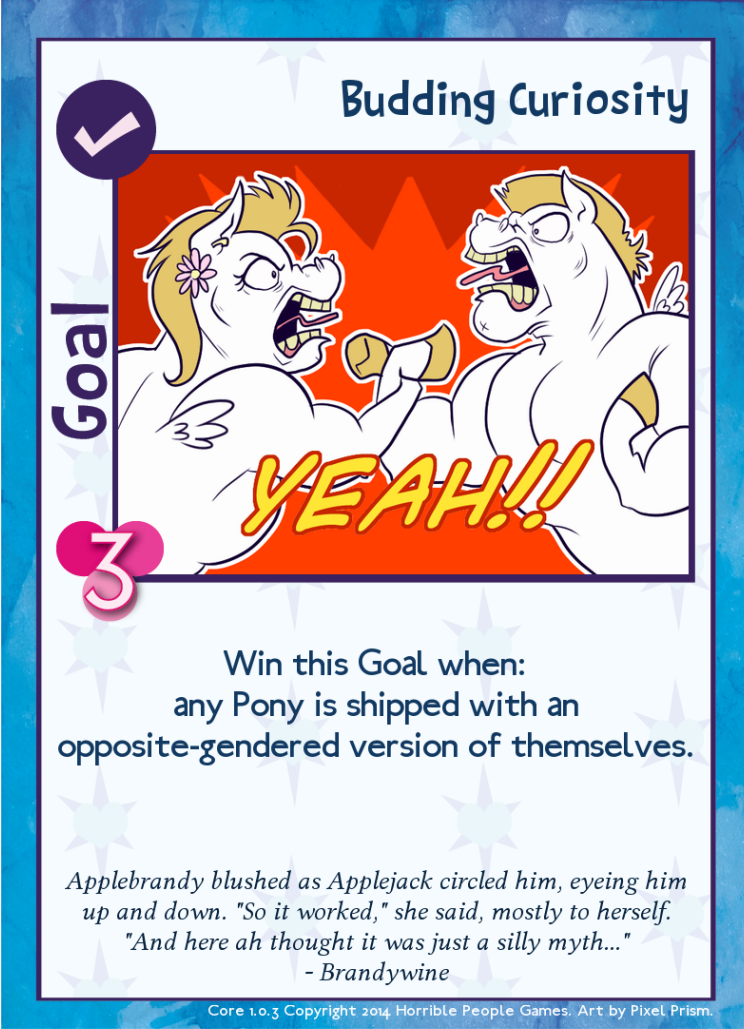 Budding Curiosity
Goal
YEAH!!
3
Win this Goal when:
any Pony is shipped with an
opposite-gendered version of themselves.
Applebrandy blushed as Applejack circled him, eyeing him
up and down. "So it worked," she said, mostly to herself.
"And here ah thought it was just a silly myth..."
- Brandywine
Core 1.0.3 Copyright 2014 Horrible People Games. Art by Pixel Prism.